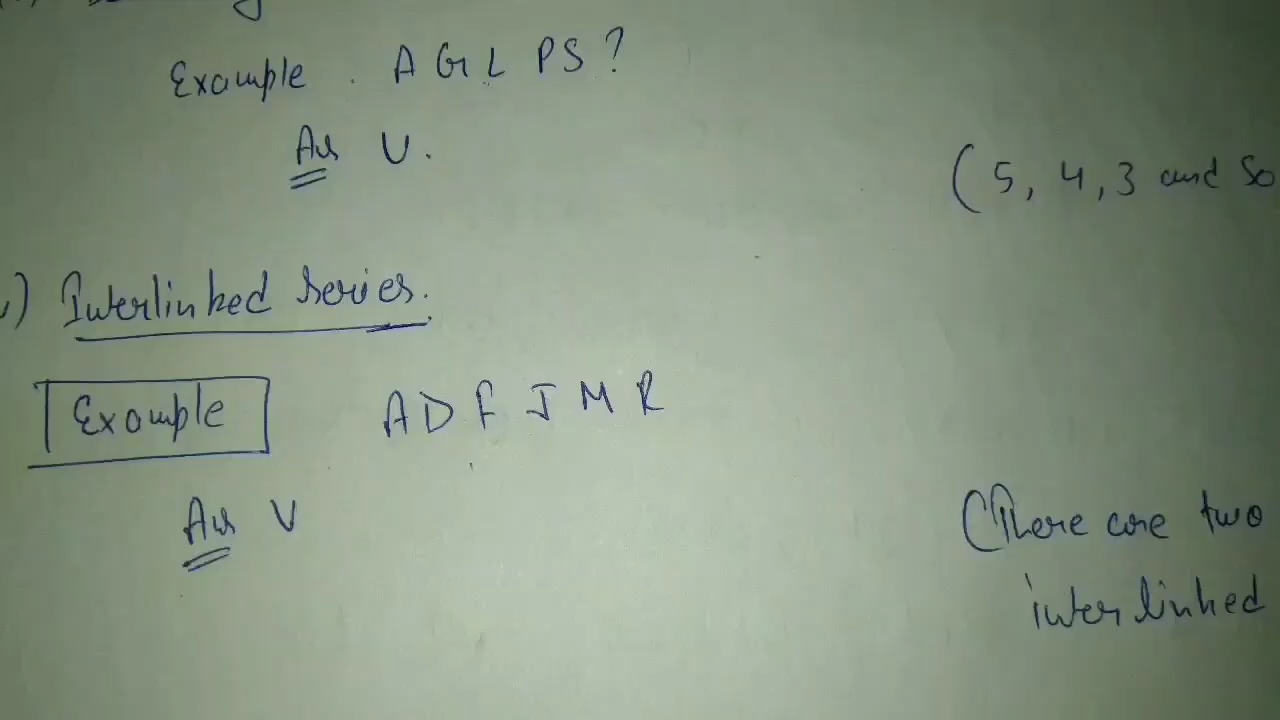 Example . A G L P S ?
Ans U.
(5, 4, 3 and So
) Interlinked series.
Example A D F J M R
Ans V
(There are two
interlinked